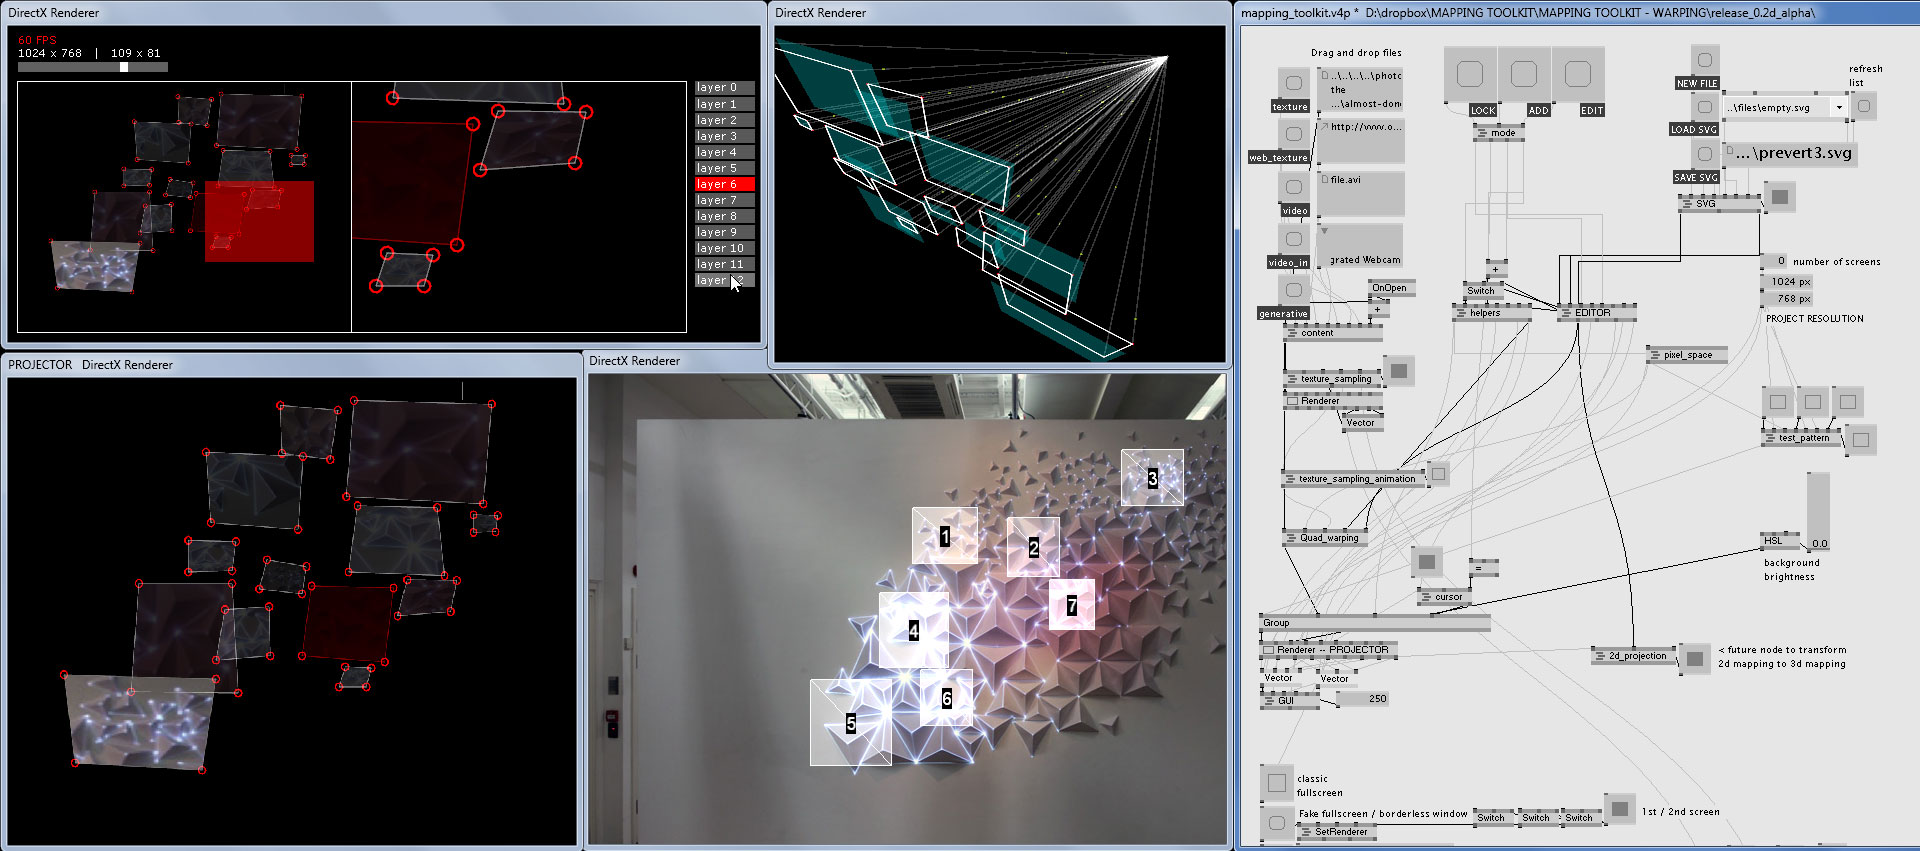 DirectX Renderer
60 FPS
1024 x 768 | 109 x 81
layer 0
layer 1
layer 2
layer 3
layer 4
layer 5
layer 6
layer 7
layer 8
layer 9
layer 10
layer 11
layer
DirectX Renderer
PROJECTOR DirectX Renderer
DirectX Renderer
3
1
2
7
4
6
5
mapping_toolkit.v4p * D:\dropbox\MAPPING TOOLKIT\MAPPING TOOLKIT - WARPING\release_0.2d_alpha\
Drag and drop files
..\..\..\..\photo
the
...\almost-don
texture
http://www.o...
web_texture
file.avi
video
grated Webcam
video_in
generative
OnOpen
+
content
texture_sampling
Renderer
Vector
texture_sampling_animation
Quad_warping
LOCK
ADD
EDIT
mode
+
Switch
helpers
EDITOR
NEW FILE
refresh
list
..\files\empty.svg
LOAD SVG
...\prevert3.svg
SAVE SVG
SVG
0 number of screens
1024 px
768 px
PROJECT RESOLUTION
pixel_space
test_pattern
HSL
0.0
background
brightness
=
cursor
Group
Renderer -- PROJECTOR
Vector
Vector
GUI
250
2d_projection
< future node to transform
2d mapping to 3d mapping
classic
fullscreen
Fake fullscreen / borderless window
Switch
Switch
Switch
1st / 2nd screen
SetRenderer